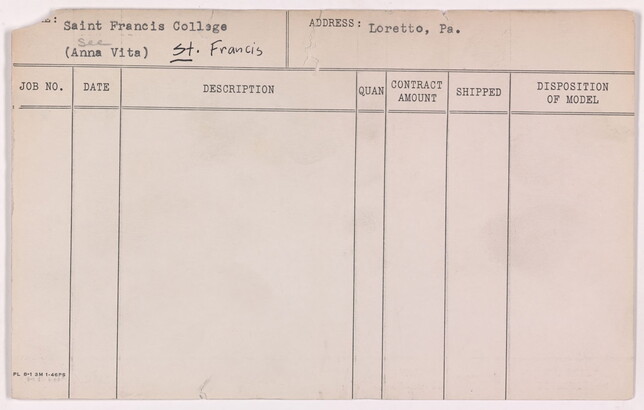 E: Saint Francis College ADDRESS: Loretto, Pa.
see
(Anna Vita) St. Francis
JOB NO. DATE DESCRIPTION QUAN CONTRACT AMOUNT SHIPPED DISPOSITION OF MODEL